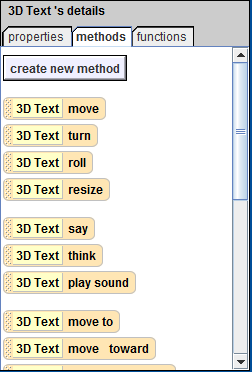 3D Text 's details
properties methods functions
create new method
3D Text move
3D Text turn
3D Text roll
3D Text resize
3D Text say
3D Text think
3D Text play sound
3D Text move to
3D Text move toward